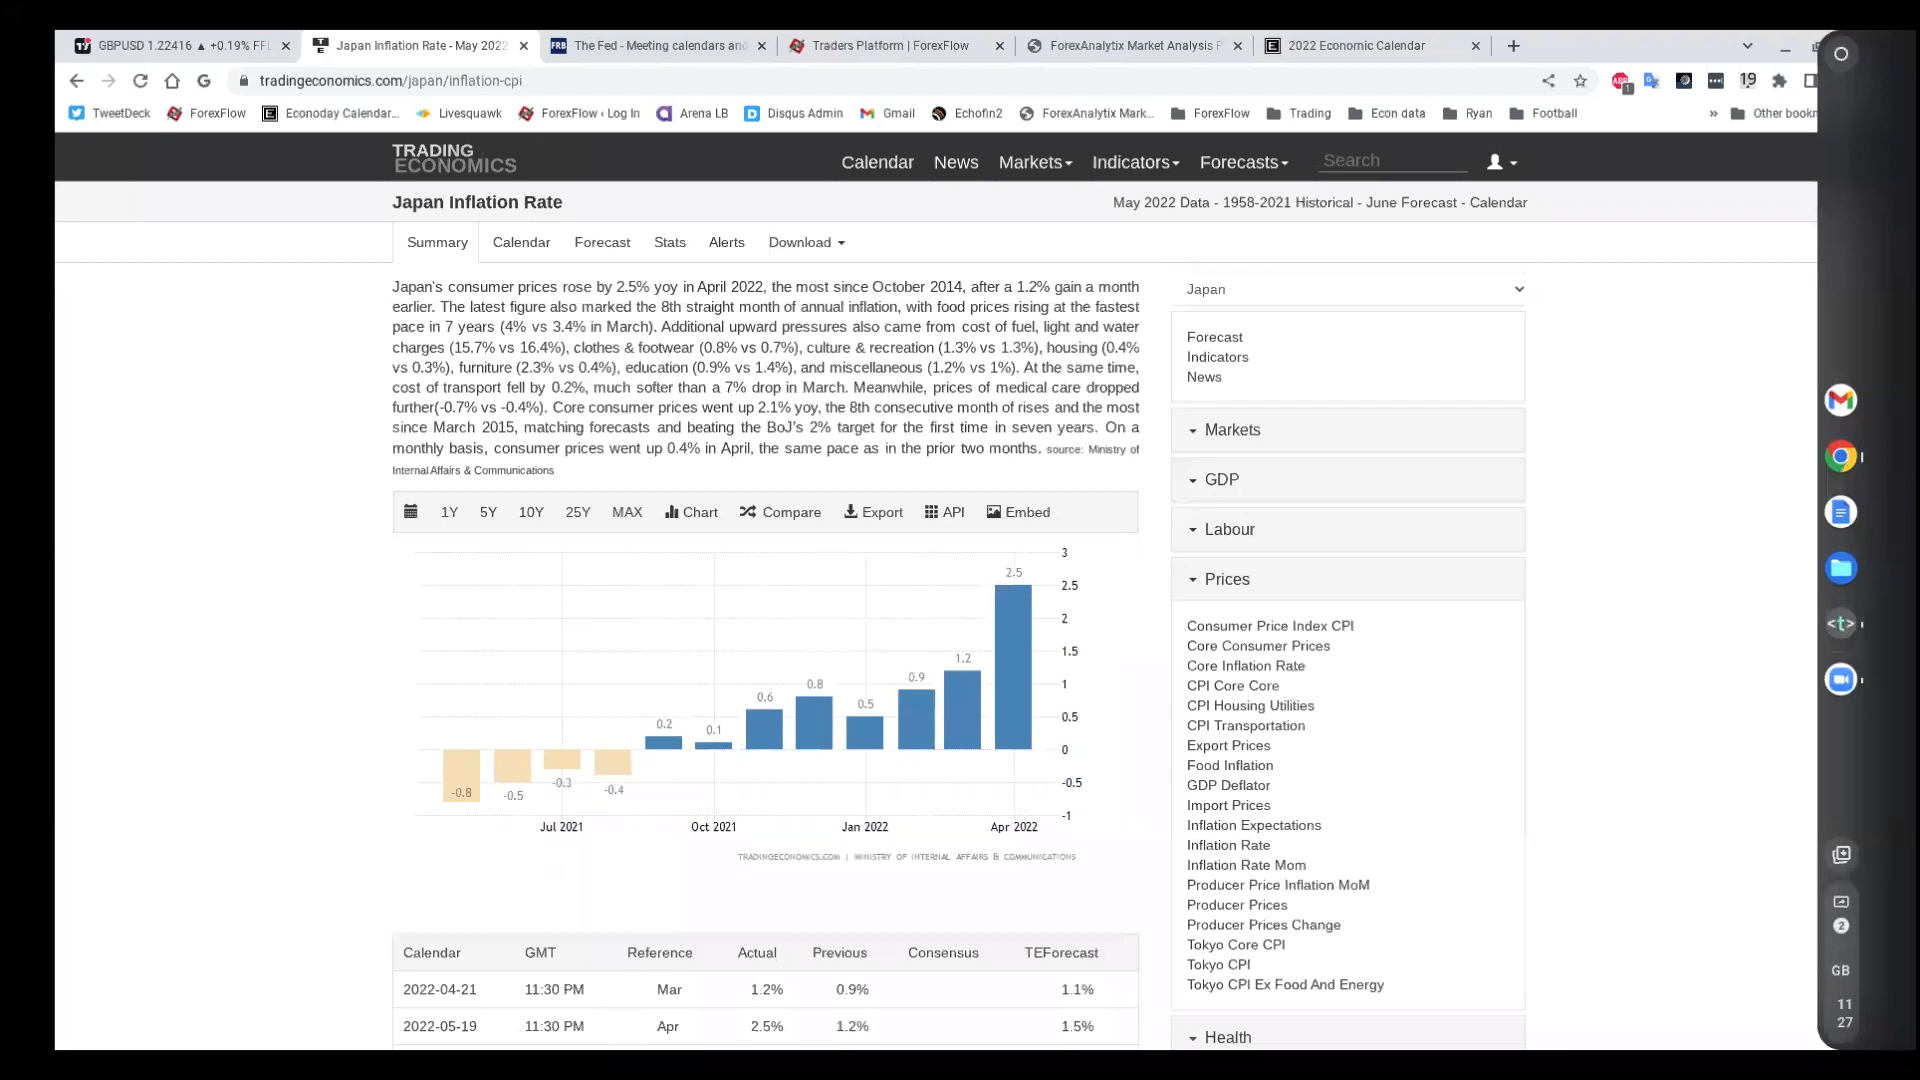 GBPUSD 1.22416 ▲ +0.19% FFL
Japan Inflation Rate - May 2022
FRB The Fed - Meeting calendars and
Traders Platform | ForexFlow
ForexAnalytix Market Analysis P
2022 Economic Calendar
tradingeconomics.com/japan/inflation-cpi
TweetDeck ForexFlow Econoday Calendar... Livesquawk ForexFlow ‹ Log In Arena LB Disqus Admin Gmail Echofin2 ForexAnalytix Mark... ForexFlow Trading Econ data Ryan Football » Other bookn
TRADING
ECONOMICS
Calendar News Markets Indicators Forecasts Search
Japan Inflation Rate
May 2022 Data - 1958-2021 Historical - June Forecast - Calendar
Summary Calendar Forecast Stats Alerts Download
Japan's consumer prices rose by 2.5% yoy in April 2022, the most since October 2014, after a 1.2% gain a month
earlier. The latest figure also marked the 8th straight month of annual inflation, with food prices rising at the fastest
pace in 7 years (4% vs 3.4% in March). Additional upward pressures also came from cost of fuel, light and water
charges (15.7% vs 16.4%), clothes & footwear (0.8% vs 0.7%), culture & recreation (1.3% vs 1.3%), housing (0.4%
vs 0.3%), furniture (2.3% vs 0.4%), education (0.9% vs 1.4%), and miscellaneous (1.2% vs 1%). At the same time,
cost of transport fell by 0.2%, much softer than a 7% drop in March. Meanwhile, prices of medical care dropped
further(-0.7% vs -0.4%). Core consumer prices went up 2.1% yoy, the 8th consecutive month of rises and the most
since March 2015, matching forecasts and beating the BoJ's 2% target for the first time in seven years. On a
monthly basis, consumer prices went up 0.4% in April, the same pace as in the prior two months. source: Ministry of
Internal Affairs & Communications
1Y 5Y 10Y 25Y MAX Chart Compare Export API Embed
3
2.5
2.5
2
1.5
1.2
1
0.9
0.8
0.6
0.5
0.5
0.2
0.1
0
-0.3
-0.4
-0.5
-0.5
-0.8
-1
Jul 2021 Oct 2021 Jan 2022 Apr 2022
TRADINGECONOMICS.COM | MINISTRY OF INTERNAL AFFAIRS & COMMUNICATIONS
Calendar GMT Reference Actual Previous Consensus TEForecast
2022-04-21 11:30 PM Mar 1.2% 0.9% 1.1%
2022-05-19 11:30 PM Apr 2.5% 1.2% 1.5%
Japan
Forecast
Indicators
News
Markets
GDP
Labour
Prices
Consumer Price Index CPI
Core Consumer Prices
Core Inflation Rate
CPI Core Core
CPI Housing Utilities
CPI Transportation
Export Prices
Food Inflation
GDP Deflator
Import Prices
Inflation Expectations
Inflation Rate
Inflation Rate Mom
Producer Price Inflation MoM
Producer Prices
Producer Prices Change
Tokyo Core CPI
Tokyo CPI
Tokyo CPI Ex Food And Energy
Health
<t>
2
GB
11
27